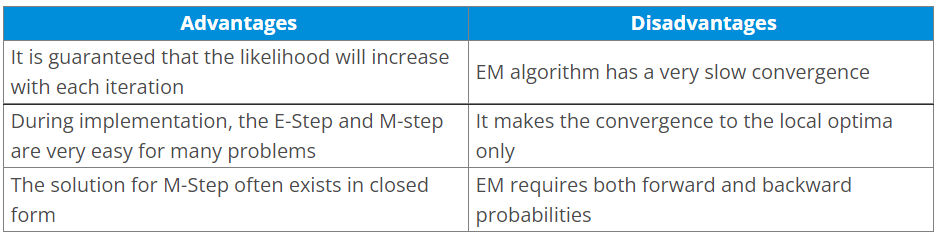 Advantages
Disadvantages
It is guaranteed that the likelihood will increase
with each iteration
EM algorithm has a very slow convergence
During implementation, the E-Step and M-step
are very easy for many problems
It makes the convergence to the local optima
only
The solution for M-Step often exists in closed
form
EM requires both forward and backward
probabilities